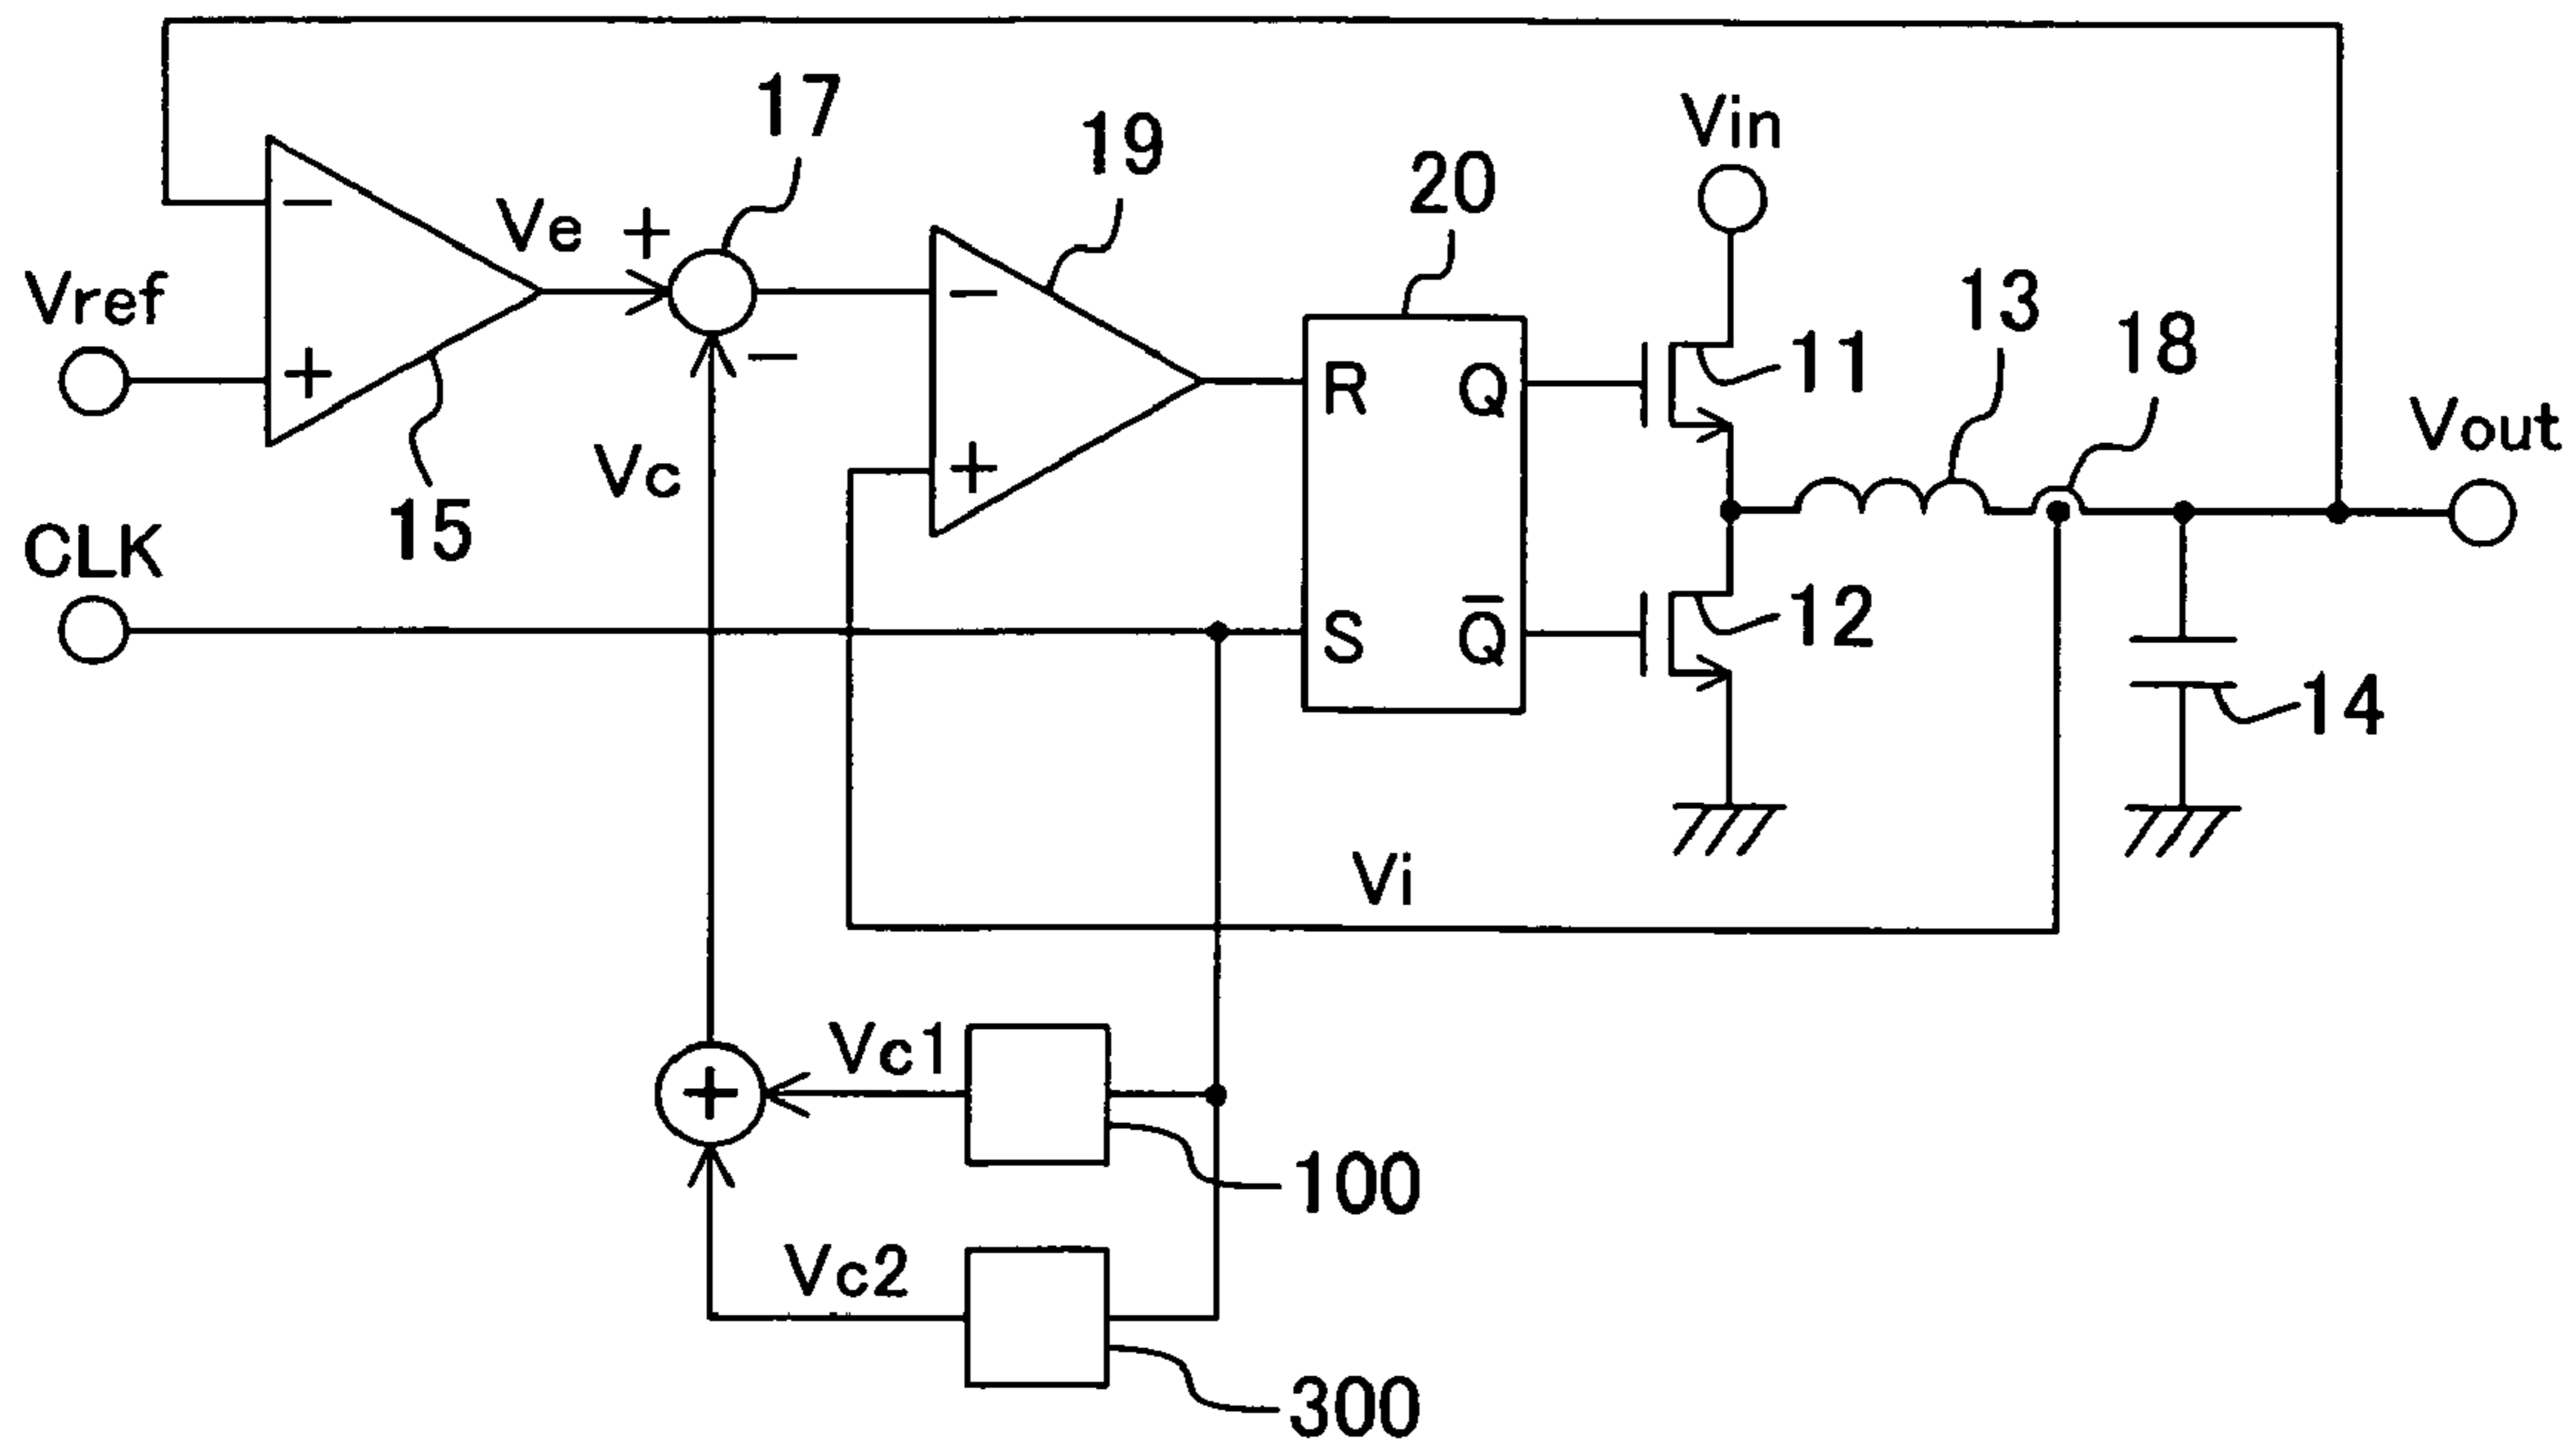 17
Vin
19
20
Ve
+
Vref
−
−
13
18
+
−
R
Q
11
Vout
Vc
+
15
CLK
S
Q̅
12
14
Vi
Vc1
+
100
Vc2
300